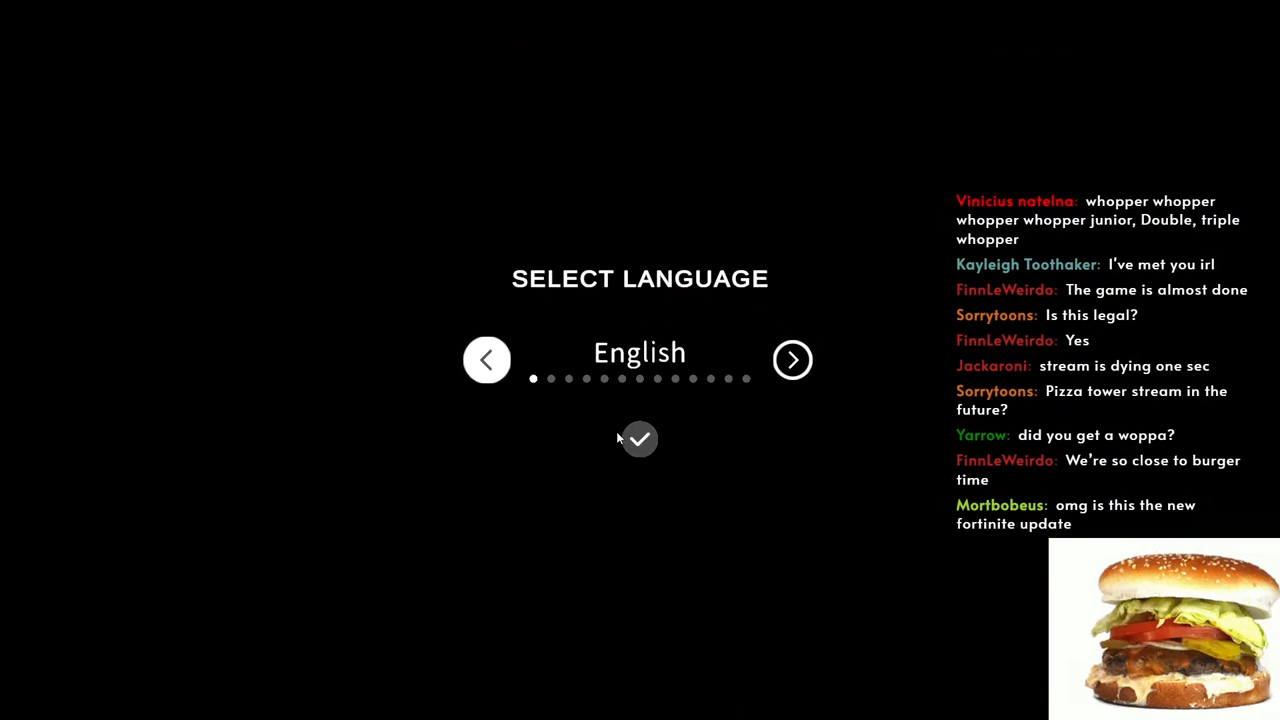 SELECT LANGUAGE
English
Vinicius natelna: whopper whopper
whopper whopper junior, Double, triple
whopper
Kayleigh Toothaker: I've met you irl
FinnLeWeirdo: The game is almost done
Sorrytoons: Is this legal?
FinnLeWeirdo: Yes
Jackaroni: stream is dying one sec
Sorrytoons: Pizza tower stream in the
future?
Yarrow: did you get a woppa?
FinnLeWeirdo: We're so close to burger
time
Mortbobeus: omg is this the new
fortinite update